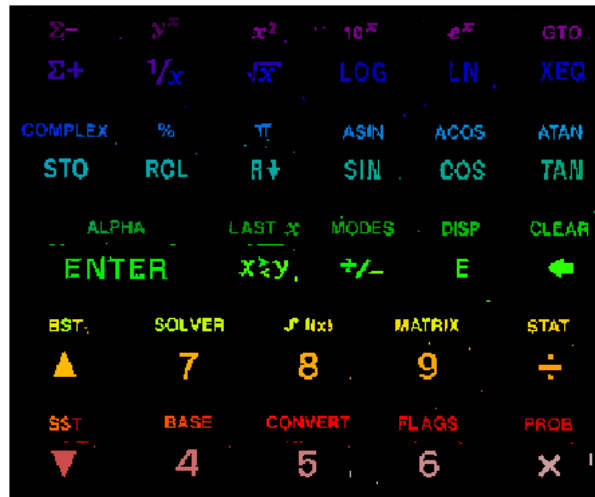 Σ- y^x x² 10^x e^x GTO
Σ+ 1/x √x LOG LN XEQ
COMPLEX % π ASIN ACOS ATAN
STO RCL R↓ SIN COS TAN
ALPHA LAST x MODES DISP CLEAR
ENTER x≷y +/- E ←
BST SOLVER ∫f(x) MATRIX STAT
▲ 7 8 9 ÷
SST BASE CONVERT FLAGS PROB
▼ 4 5 6 ×